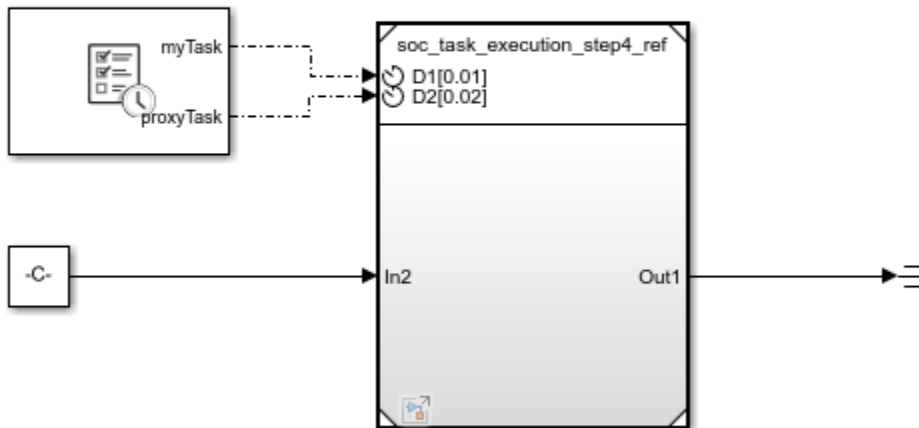 myTask
proxyTask
soc_task_execution_step4_ref
D1[0.01]
D2[0.02]
-C-
In2
Out1